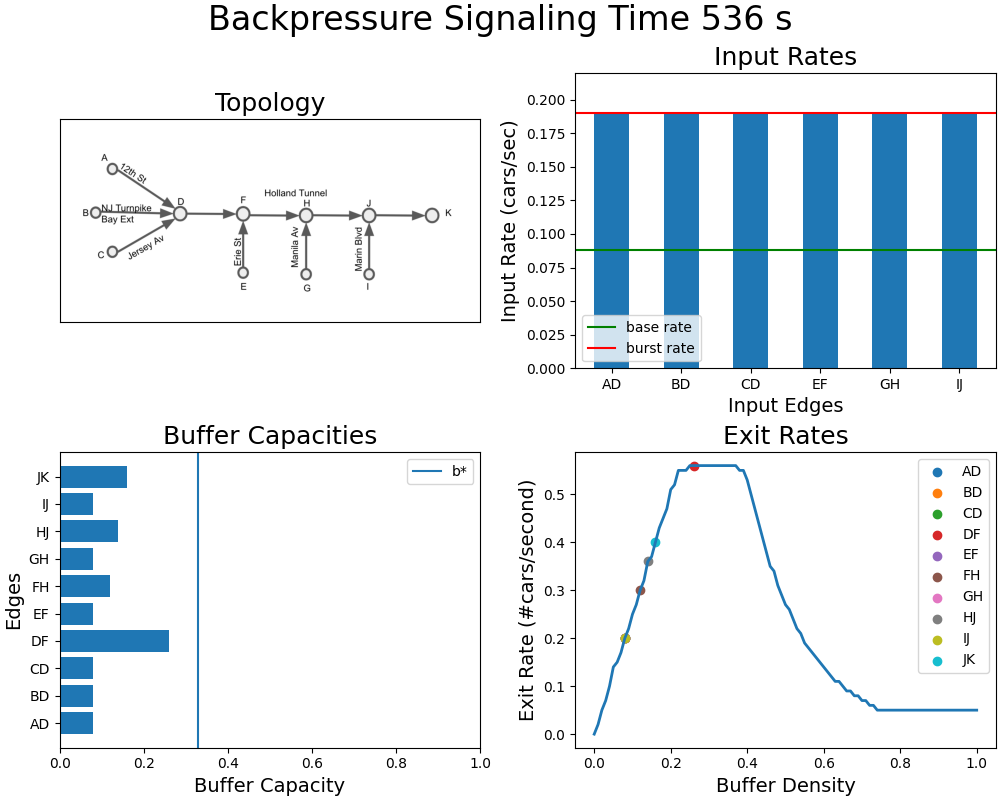 Backpressure Signaling Time 536 s
Topology
A
12th St
B
NJ Turnpike
Bay Ext
C
Jersey Av
D
F
Holland Tunnel
H
J
K
Erie St
Manila Av
Marin Blvd
E
G
I
Input Rates
Input Rate (cars/sec)
0.200
0.175
0.150
0.125
0.100
0.075
0.050
0.025
0.000
base rate
burst rate
AD BD CD EF GH IJ
Input Edges
Buffer Capacities
Edges
JK
IJ
HJ
GH
FH
EF
DF
CD
BD
AD
b*
0.0 0.2 0.4 0.6 0.8 1.0
Buffer Capacity
Exit Rates
Exit Rate (#cars/second)
0.5
0.4
0.3
0.2
0.1
0.0
AD
BD
CD
DF
EF
FH
GH
HJ
IJ
JK
0.0 0.2 0.4 0.6 0.8 1.0
Buffer Density